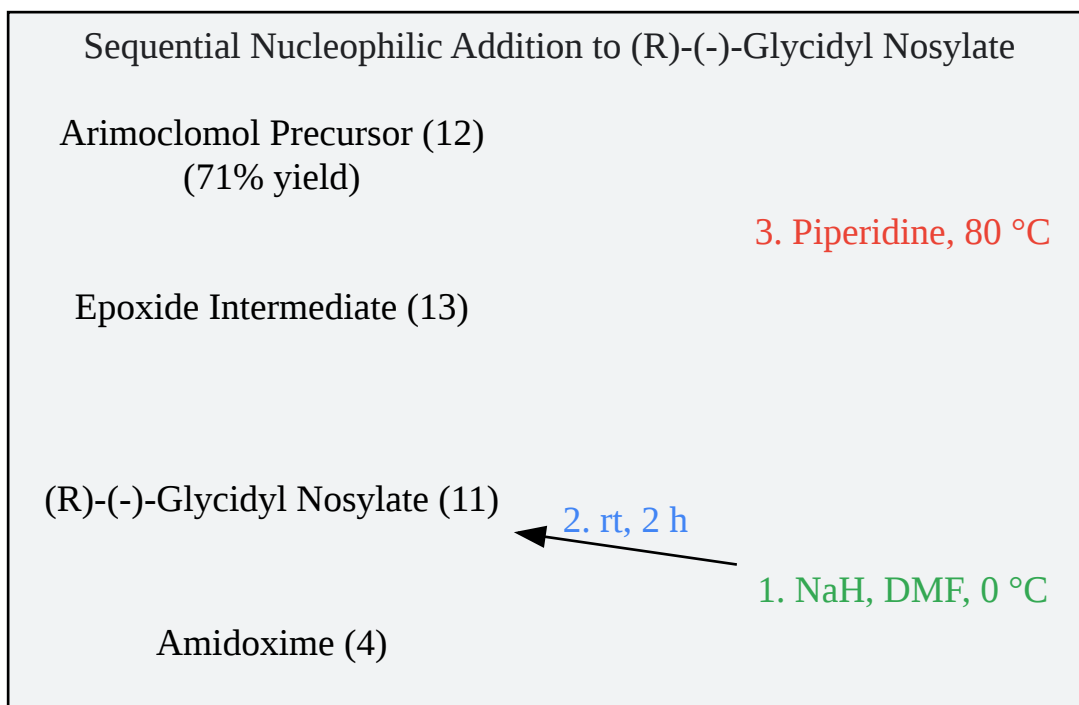 Sequential Nucleophilic Addition to (R)-(-)-Glycidyl Nosylate
Arimoclomol Precursor (12)
(71% yield)
3. Piperidine, 80 °C
Epoxide Intermediate (13)
(R)-(-)-Glycidyl Nosylate (11)
2. rt, 2 h
1. NaH, DMF, 0 °C
Amidoxime (4)